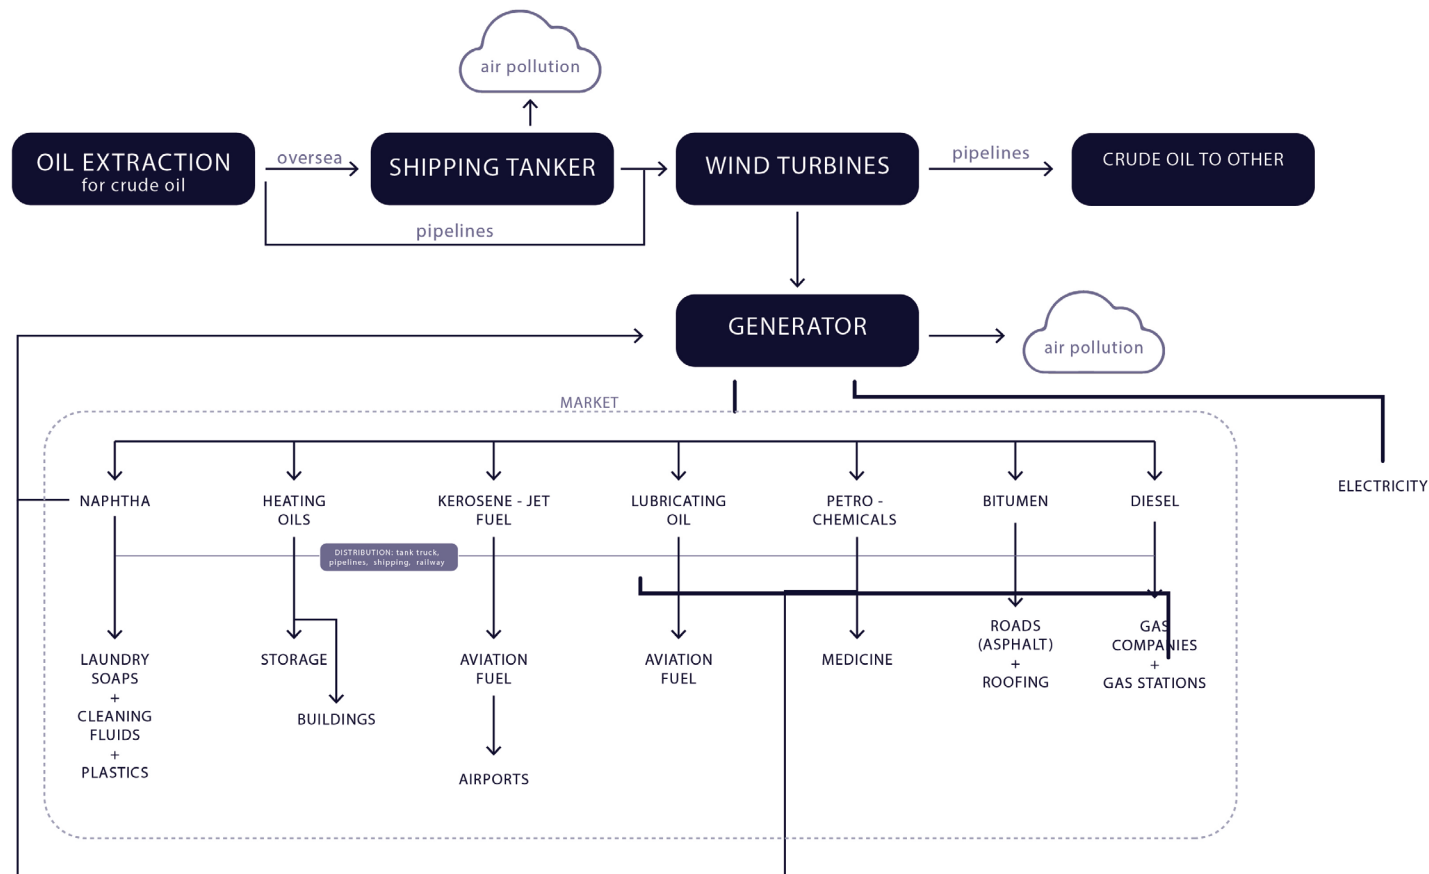 air pollution
OIL EXTRACTION
for crude oil
oversea
SHIPPING TANKER
WIND TURBINES
pipelines
CRUDE OIL TO OTHER
pipelines
GENERATOR
air pollution
MARKET
NAPHTHA
HEATING
OILS
KEROSENE - JET
FUEL
LUBRICATING
OIL
PETRO -
CHEMICALS
BITUMEN
DIESEL
ELECTRICITY
DISTRIBUTION: tank truck,
pipelines, shipping, railway
LAUNDRY
SOAPS
+
CLEANING
FLUIDS
+
PLASTICS
STORAGE
BUILDINGS
AVIATION
FUEL
AIRPORTS
AVIATION
FUEL
MEDICINE
ROADS
(ASPHALT)
+
ROOFING
GAS
COMPANIES
+
GAS STATIONS